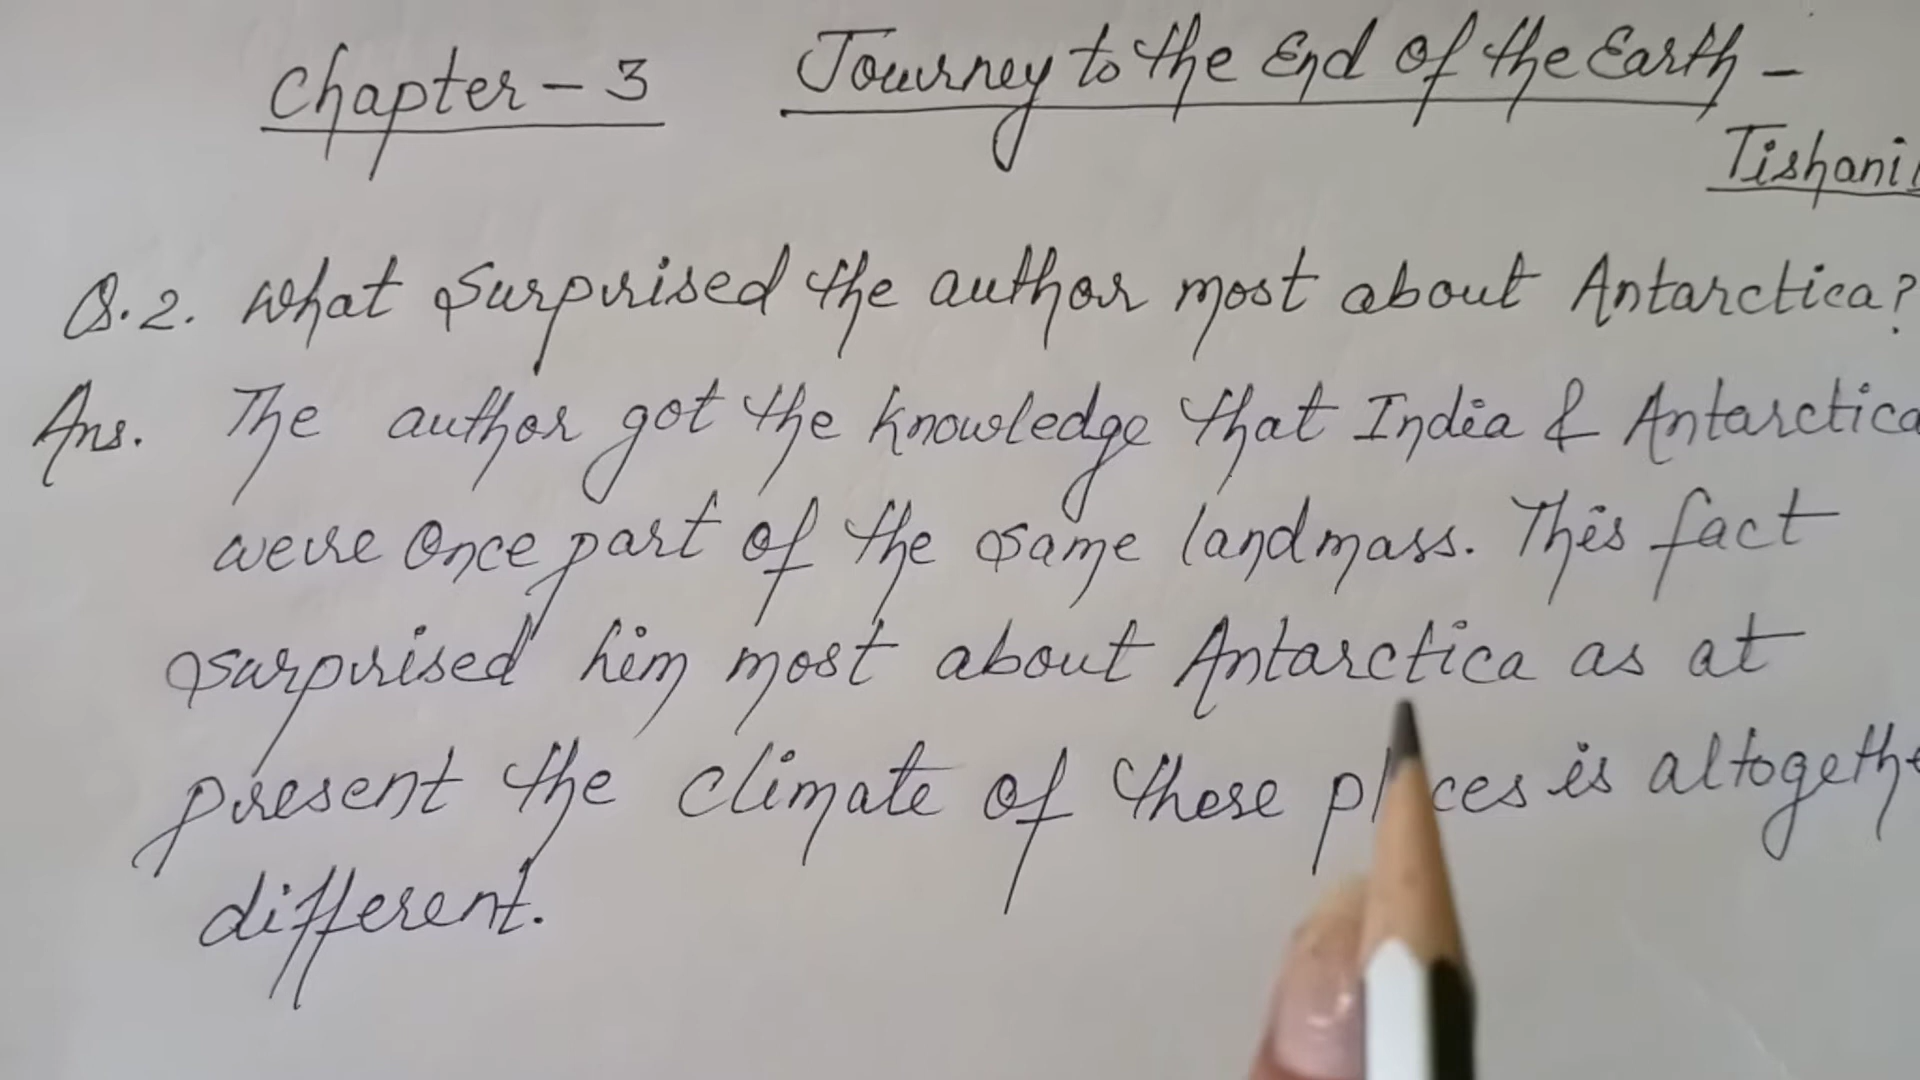 Chapter - 3 Journey to the End of the Earth -
Tishani
Q.2. What surprised the author most about Antarctica?
Ans. The author got the knowledge that India & Antarctica
were once part of the same landmass. This fact
surprised him most about Antarctica as at
present the climate of these places is altogethe
different.